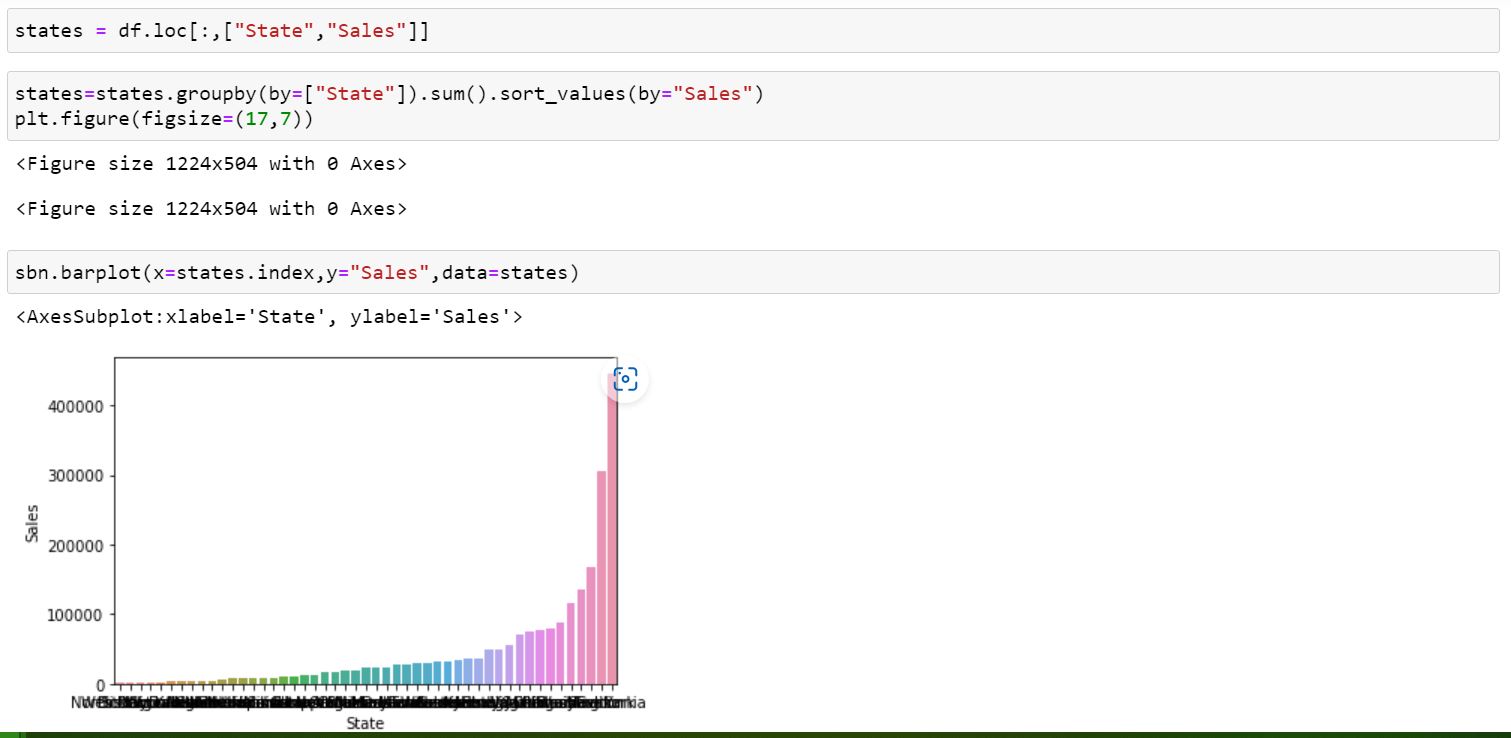 states = df.loc[:,["State","Sales"]]
states=states.groupby(by=["State"]).sum().sort_values(by="Sales")
plt.figure(figsize=(17,7))
<Figure size 1224x504 with 0 Axes>
<Figure size 1224x504 with 0 Axes>
sbn.barplot(x=states.index,y="Sales",data=states)
<AxesSubplot:xlabel='State', ylabel='Sales'>
400000
300000
200000
100000
0
Sales
State